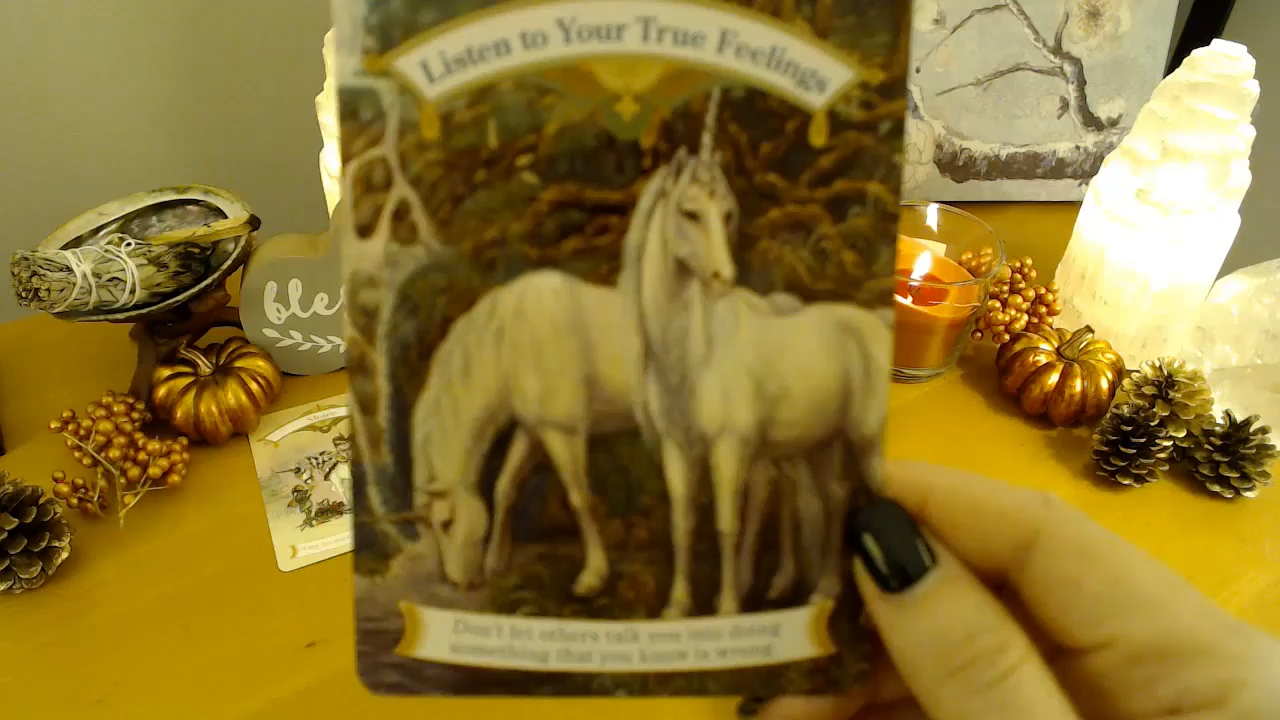 Listen to Your True Feelings
Don't let others talk you into doing
something that you know is wrong
ble